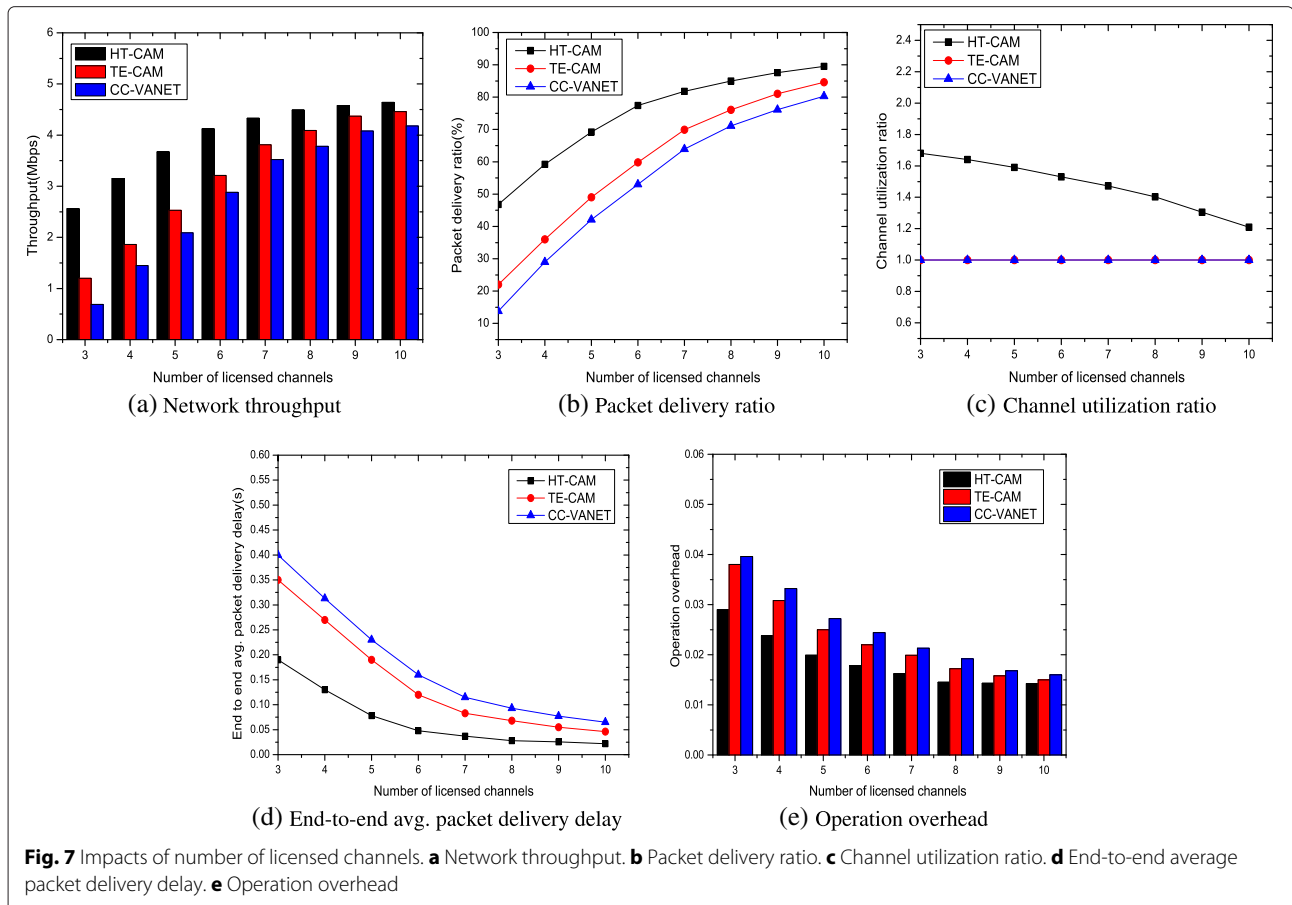 6
5
4
3
2
1
0
Throughput(Mbps)
HT-CAM
TE-CAM
CC-VANET
3 4 5 6 7 8 9 10
Number of licensed channels
(a) Network throughput
100
90
80
70
60
50
40
30
20
10
Packet delivery ratio(%)
HT-CAM
TE-CAM
CC-VANET
3 4 5 6 7 8 9 10
Number of licensed channels
(b) Packet delivery ratio
2.4
2.2
2.0
1.8
1.6
1.4
1.2
1.0
0.8
0.6
Channel utilization ratio
HT-CAM
TE-CAM
CC-VANET
3 4 5 6 7 8 9 10
Number of licensed channels
(c) Channel utilization ratio
0.60
0.55
0.50
0.45
0.40
0.35
0.30
0.25
0.20
0.15
0.10
0.05
0.00
End to end avg. packet delivery delay(s)
HT-CAM
TE-CAM
CC-VANET
3 4 5 6 7 8 9 10
Number of licensed channels
(d) End-to-end avg. packet delivery delay
0.06
0.05
0.04
0.03
0.02
0.01
0.00
Operation overhead
HT-CAM
TE-CAM
CC-VANET
3 4 5 6 7 8 9 10
Number of licensed channels
(e) Operation overhead
Fig. 7 Impacts of number of licensed channels. a Network throughput. b Packet delivery ratio. c Channel utilization ratio. d End-to-end average
packet delivery delay. e Operation overhead